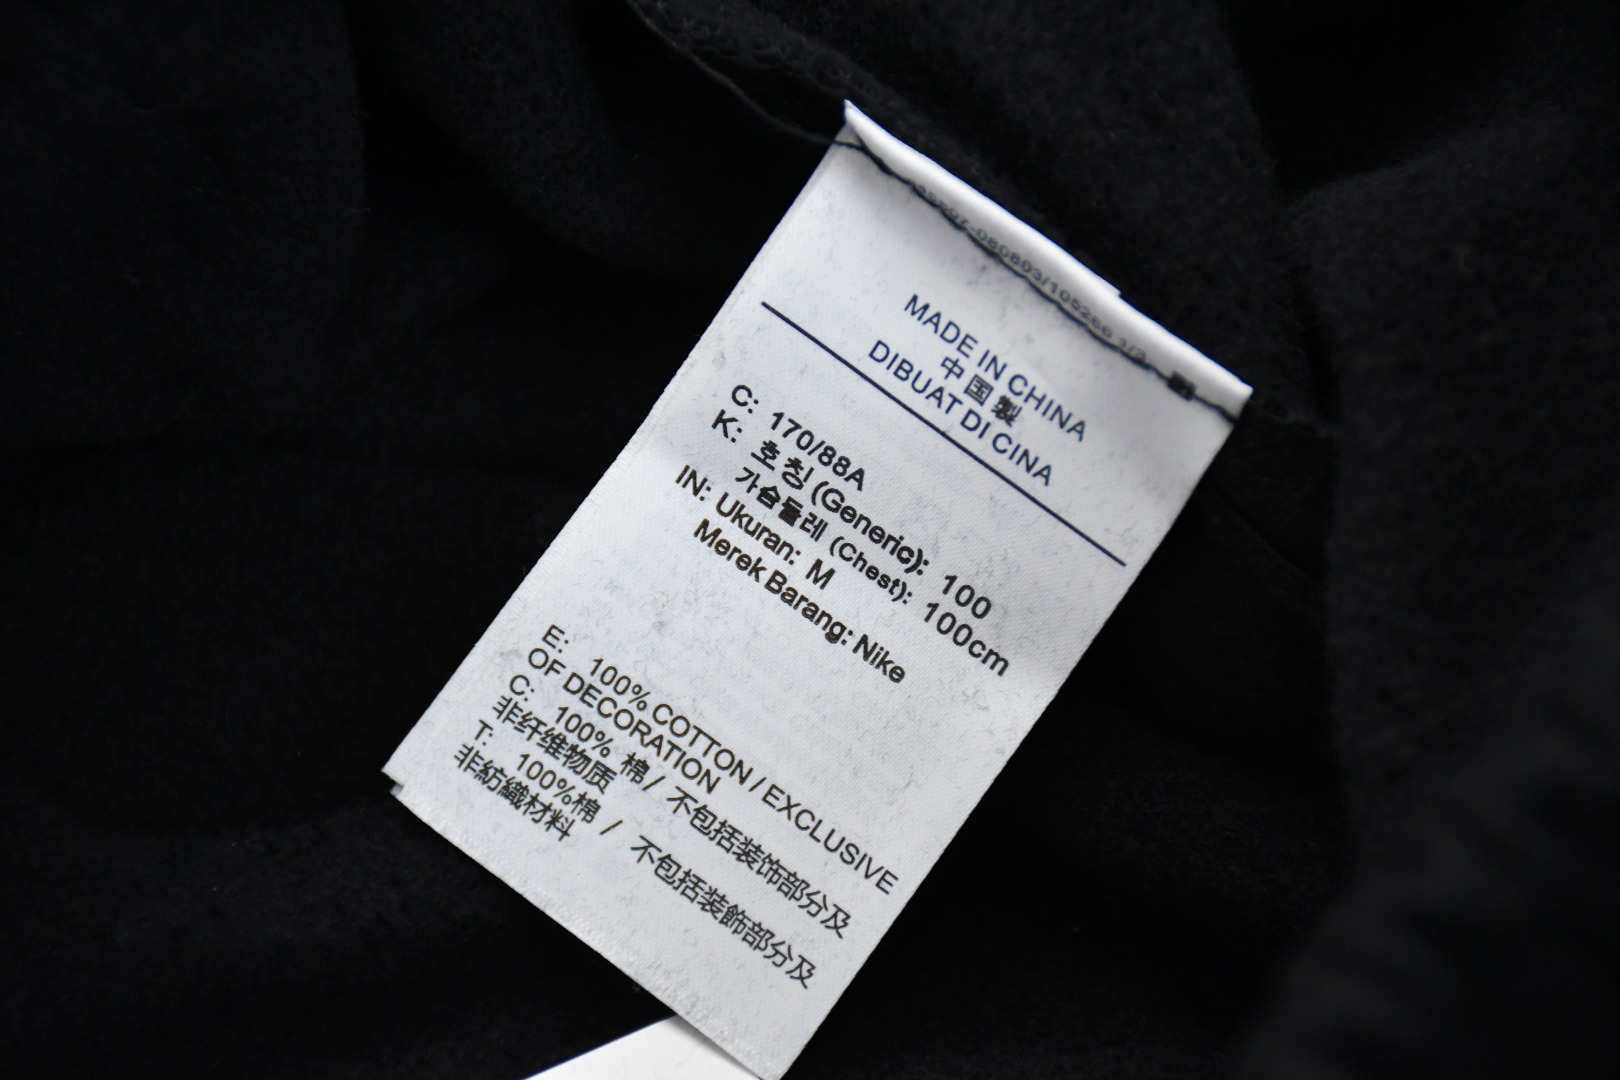 MADE IN CHINA
中国製
DIBUAT DI CINA
C: 170/88A
K: 호칭 (Generic): 100
가슴둘레 (Chest): 100cm
IN: Ukuran: M
Merek Barang: Nike
E: 100% COTTON / EXCLUSIVE
OF DECORATION
C: 100% 棉 / 不包括装饰部分及
非纤维物质
T: 100%棉 / 不包括装飾部分及
非紡織材料